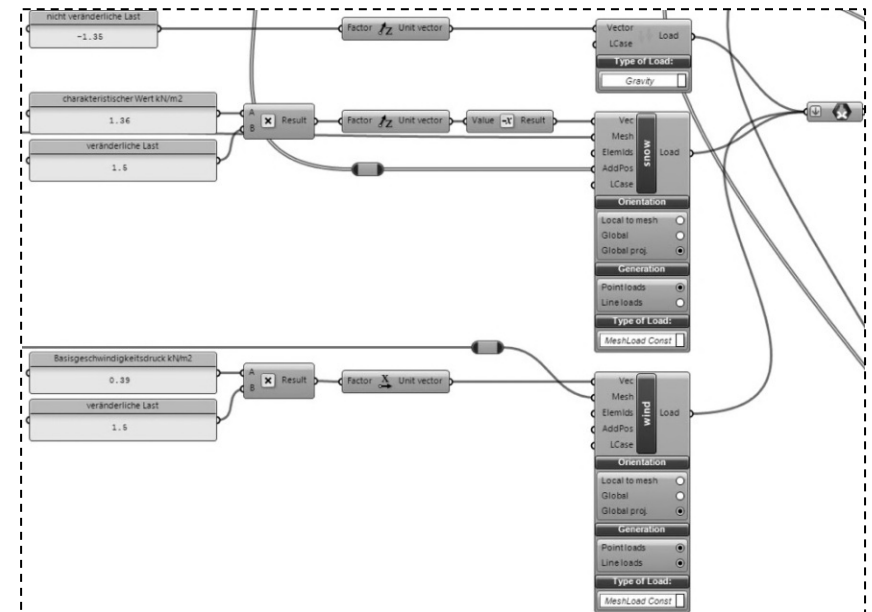 nicht veränderliche Last
-1.35
Factor Z Unit vector
Vector
LCase
Load
Type of Load:
Gravity
charakteristischer Wert kN/m2
1.36
veränderliche Last
1.5
A
B
Result
Factor Z Unit vector
Value -x Result
Vec
Mesh
ElemIds
AddPos
LCase
snow
Load
Orientation
Local to mesh
Global
Global proj.
Generation
Point loads
Line loads
Type of Load:
MeshLoad Const
Basisgeschwindigkeitsdruck kN/m2
0.39
veränderliche Last
1.5
A
B
Result
Factor X Unit vector
Vec
Mesh
ElemIds
AddPos
LCase
wind
Load
Orientation
Local to mesh
Global
Global proj.
Generation
Point loads
Line loads
Type of Load:
MeshLoad Const